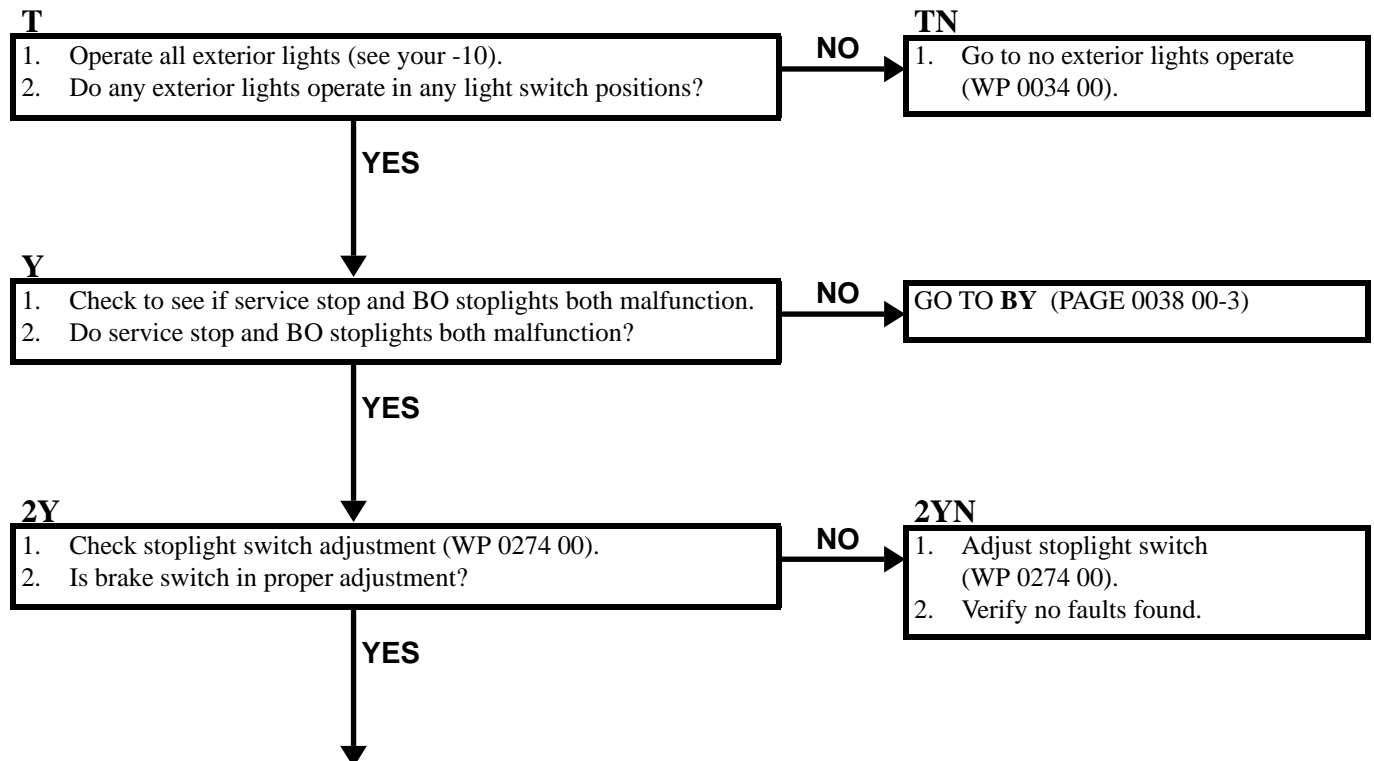 T
1. Operate all exterior lights (see your -10).
2. Do any exterior lights operate in any light switch positions?
NO
TN
1. Go to no exterior lights operate
(WP 0034 00).
YES
Y
1. Check to see if service stop and BO stoplights both malfunction.
2. Do service stop and BO stoplights both malfunction?
NO
GO TO BY (PAGE 0038 00-3)
YES
2Y
1. Check stoplight switch adjustment (WP 0274 00).
2. Is brake switch in proper adjustment?
NO
2YN
1. Adjust stoplight switch
(WP 0274 00).
2. Verify no faults found.
YES